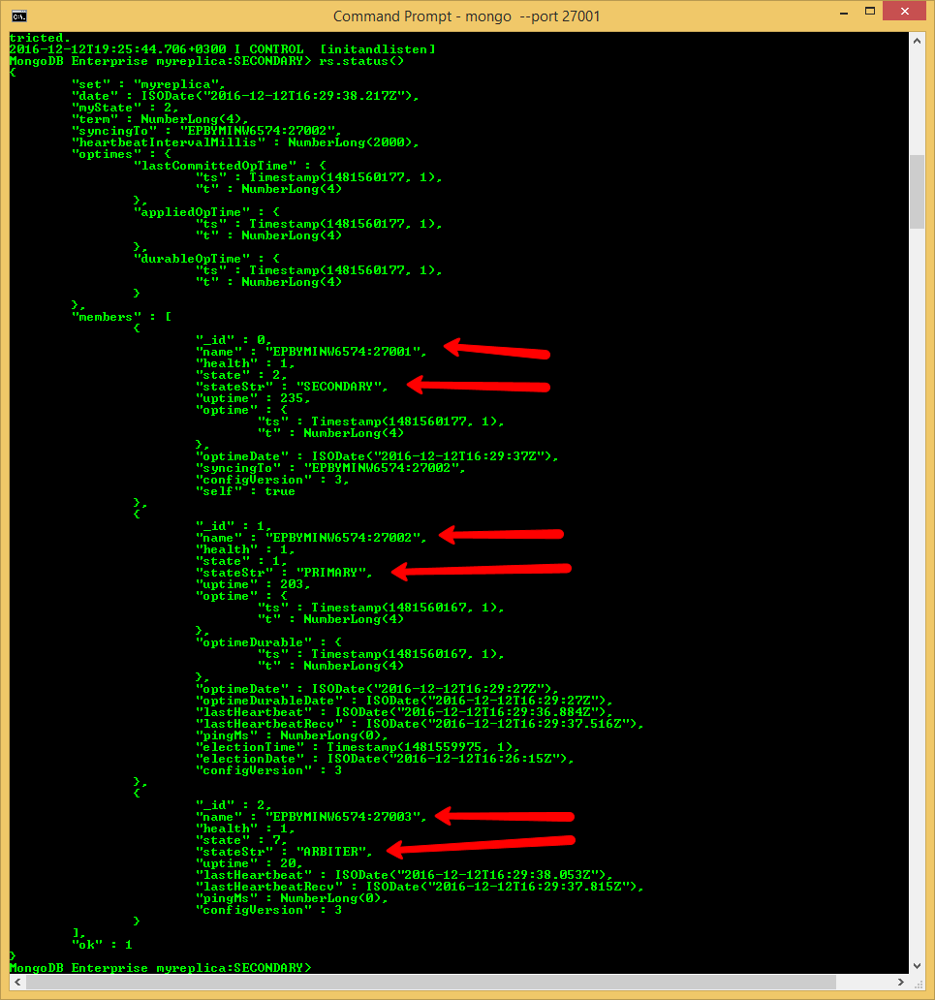 Command Prompt - mongo --port 27001
tricted.
2016-12-12T19:25:44.706+0300 I CONTROL  [initandlisten]
MongoDB Enterprise myreplica:SECONDARY> rs.status()
{
        "set" : "myreplica",
        "date" : ISODate("2016-12-12T16:29:38.217Z"),
        "myState" : 2,
        "term" : NumberLong(4),
        "syncingTo" : "EPBYMINW6574:27002",
        "heartbeatIntervalMillis" : NumberLong(2000),
        "optimes" : {
                "lastCommittedOpTime" : {
                        "ts" : Timestamp(1481560177, 1),
                        "t" : NumberLong(4)
                },
                "appliedOpTime" : {
                        "ts" : Timestamp(1481560177, 1),
                        "t" : NumberLong(4)
                },
                "durableOpTime" : {
                        "ts" : Timestamp(1481560177, 1),
                        "t" : NumberLong(4)
                }
        },
        "members" : [
                {
                        "_id" : 0,
                        "name" : "EPBYMINW6574:27001",
                        "health" : 1,
                        "state" : 2,
                        "stateStr" : "SECONDARY",
                        "uptime" : 235,
                        "optime" : {
                                "ts" : Timestamp(1481560177, 1),
                                "t" : NumberLong(4)
                        },
                        "optimeDate" : ISODate("2016-12-12T16:29:37Z"),
                        "syncingTo" : "EPBYMINW6574:27002",
                        "configVersion" : 3,
                        "self" : true
                },
                {
                        "_id" : 1,
                        "name" : "EPBYMINW6574:27002",
                        "health" : 1,
                        "state" : 1,
                        "stateStr" : "PRIMARY",
                        "uptime" : 203,
                        "optime" : {
                                "ts" : Timestamp(1481560167, 1),
                                "t" : NumberLong(4)
                        },
                        "optimeDurable" : {
                                "ts" : Timestamp(1481560167, 1),
                                "t" : NumberLong(4)
                        },
                        "optimeDate" : ISODate("2016-12-12T16:29:27Z"),
                        "optimeDurableDate" : ISODate("2016-12-12T16:29:27Z"),
                        "lastHeartbeat" : ISODate("2016-12-12T16:29:36.884Z"),
                        "lastHeartbeatRecv" : ISODate("2016-12-12T16:29:37.516Z"),
                        "pingMs" : NumberLong(0),
                        "electionTime" : Timestamp(1481559975, 1),
                        "electionDate" : ISODate("2016-12-12T16:26:15Z"),
                        "configVersion" : 3
                },
                {
                        "_id" : 2,
                        "name" : "EPBYMINW6574:27003",
                        "health" : 1,
                        "state" : 7,
                        "stateStr" : "ARBITER",
                        "uptime" : 20,
                        "lastHeartbeat" : ISODate("2016-12-12T16:29:38.053Z"),
                        "lastHeartbeatRecv" : ISODate("2016-12-12T16:29:37.815Z"),
                        "pingMs" : NumberLong(0),
                        "configVersion" : 3
                }
        ],
        "ok" : 1
}
MongoDB Enterprise myreplica:SECONDARY>